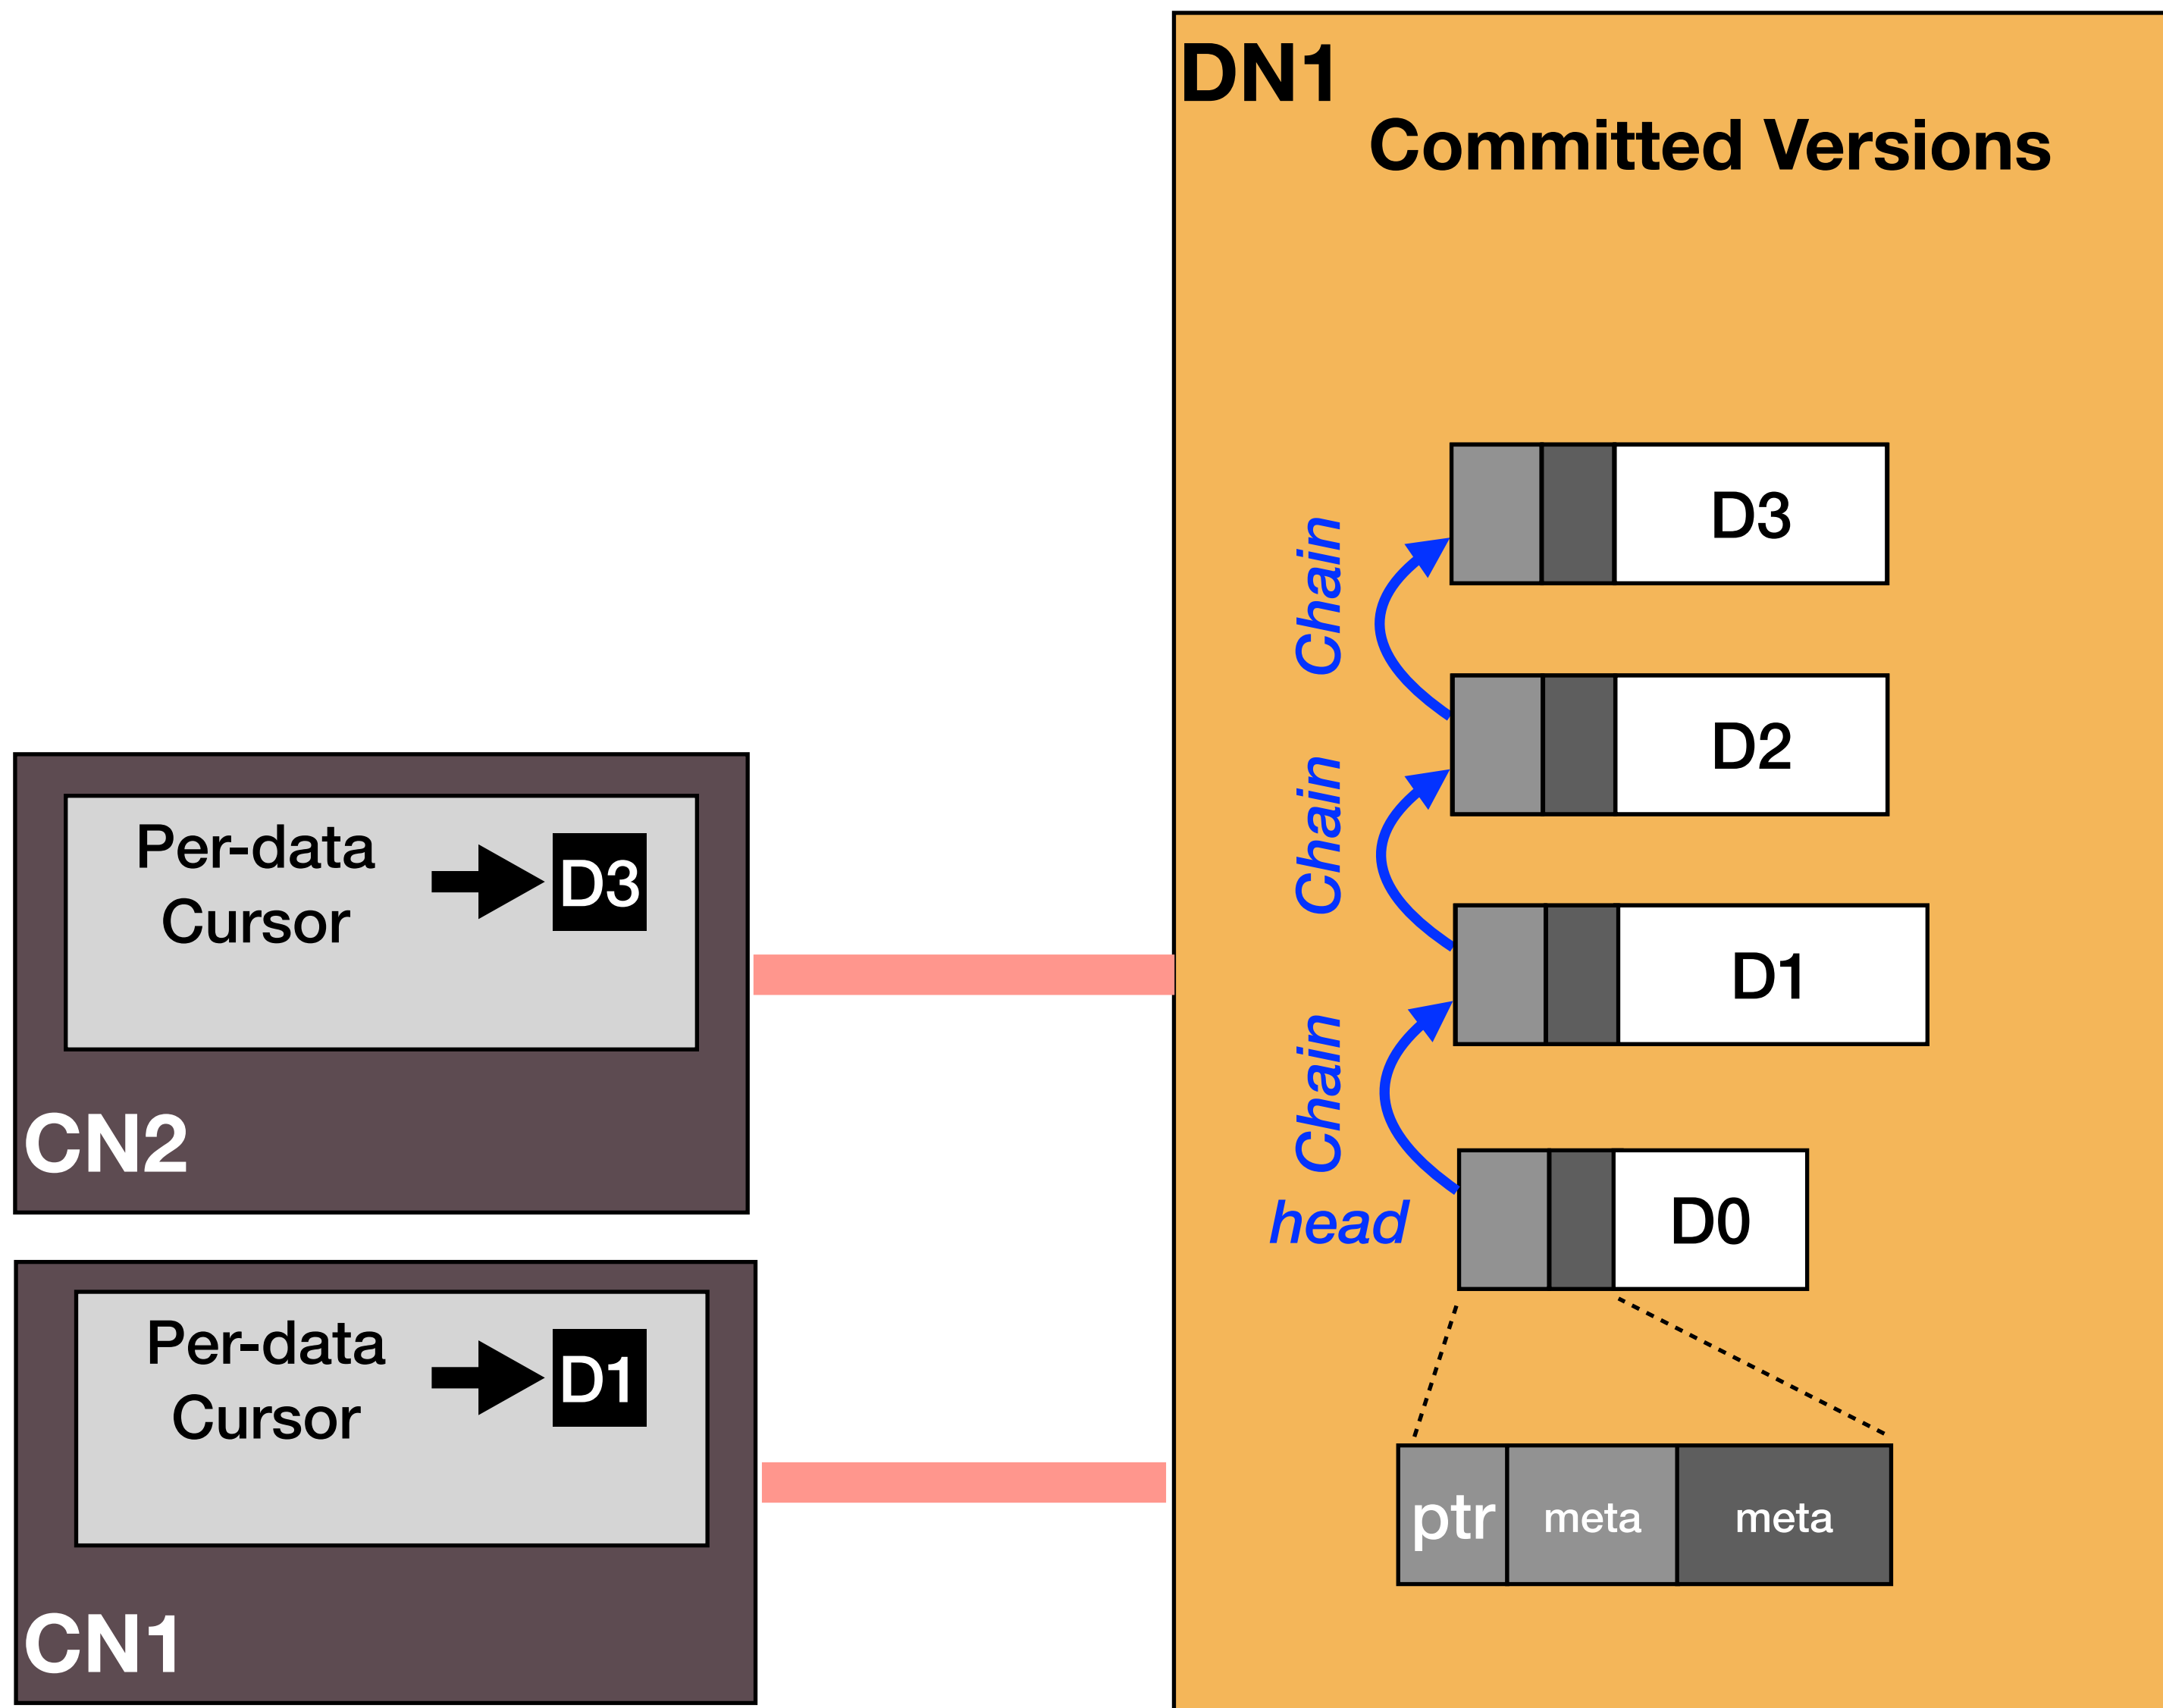 DN1
Committed Versions
D3
Chain
D2
Chain
D1
Chain
D0
head
ptr
meta
meta
Per-data
Cursor
D3
CN2
Per-data
Cursor
D1
CN1